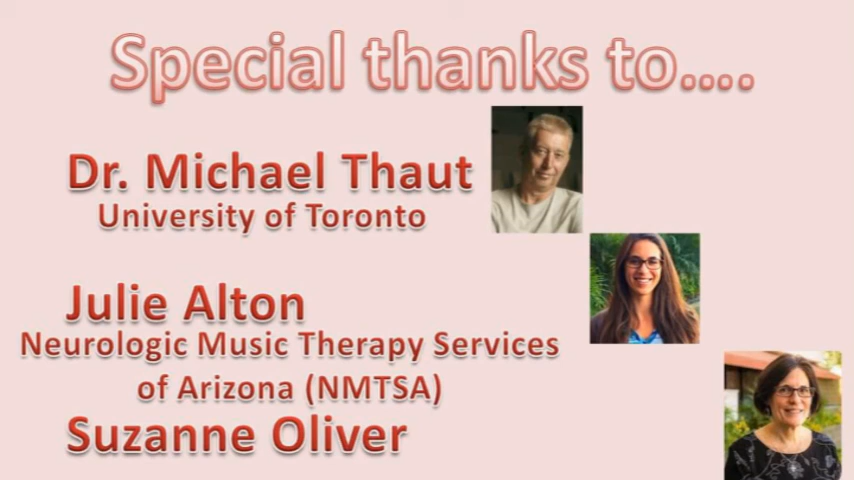 Special thanks to....
Dr. Michael Thaut
University of Toronto
Julie Alton
Neurologic Music Therapy Services
of Arizona (NMTSA)
Suzanne Oliver